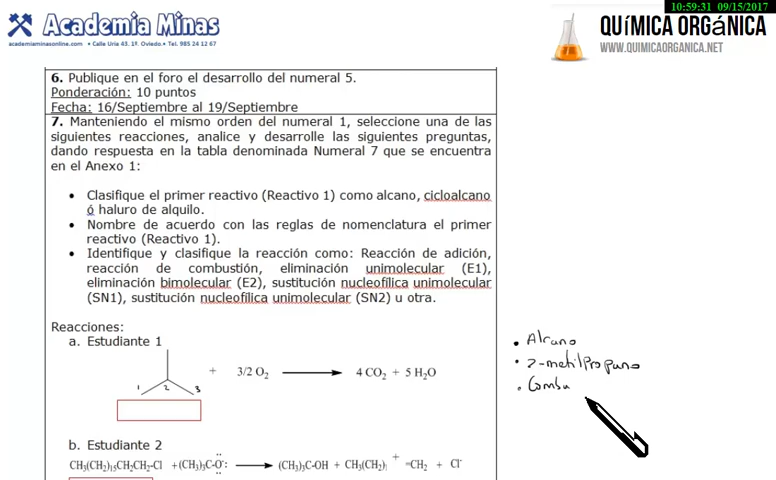 10:59:31 09/15/2017
Academia Minas
academiaminasonline.com • Calle Uría 43. 1º. Oviedo • Tel. 985 24 12 67
QUÍMICA ORGÁNICA
WWW.QUIMICAORGANICA.NET
6. Publique en el foro el desarrollo del numeral 5.
Ponderación: 10 puntos
Fecha: 16/Septiembre al 19/Septiembre
7. Manteniendo el mismo orden del numeral 1, seleccione una de las
siguientes reacciones, analice y desarrolle las siguientes preguntas,
dando respuesta en la tabla denominada Numeral 7 que se encuentra
en el Anexo 1:
• Clasifique el primer reactivo (Reactivo 1) como alcano, cicloalcano
ó haluro de alquilo.
• Nombre de acuerdo con las reglas de nomenclatura el primer
reactivo (Reactivo 1).
• Identifique y clasifique la reacción como: Reacción de adición,
reacción de combustión, eliminación unimolecular (E1),
eliminación bimolecular (E2), sustitución nucleofílica unimolecular
(SN1), sustitución nucleofílica unimolecular (SN2) u otra.
Reacciones:
a. Estudiante 1
1 2 3 + 3/2 O2 4 CO2 + 5 H2O
• Alcano
• 2-metilpropano
• Combu
b. Estudiante 2
CH3(CH2)15CH2CH2-Cl +(CH3)3C-O: (CH3)3C-OH + CH3(CH2) + =CH2 + Cl-